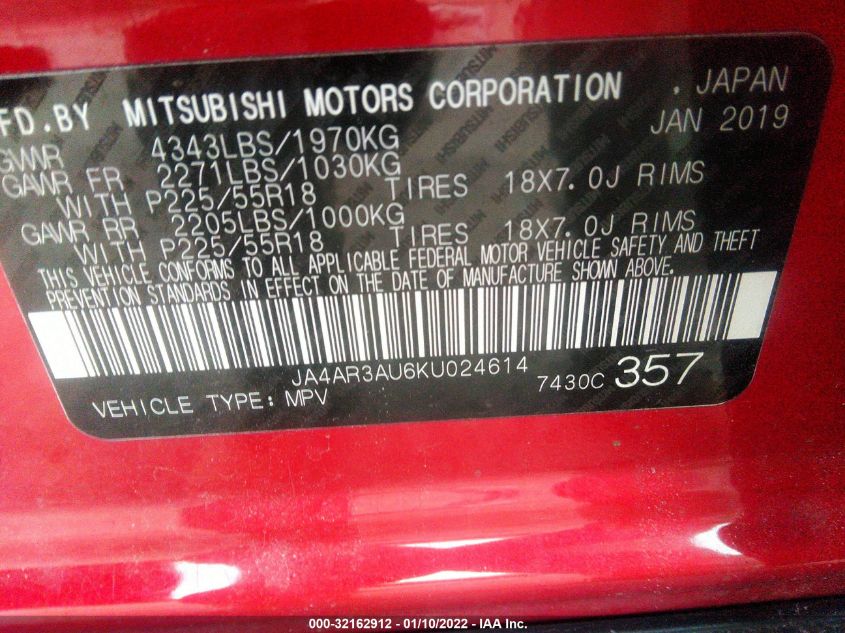 FD.BY MITSUBISHI MOTORS CORPORATION . JAPAN
JAN 2019
GWWR 4343LBS/1970KG
GAWR FR 2271LBS/1030KG
WITH P225/55R18 TIRES 18X7.0J RIMS
GAWR RR 2205LBS/1000KG
WITH P225/55R18 TIRES 18X7.0J RIMS
THIS VEHICLE CONFORMS TO ALL APPLICABLE FEDERAL MOTOR VEHICLE SAFETY AND THEFT
PREVENTION STANDARDS IN EFFECT ON THE DATE OF MANUFACTURE SHOWN ABOVE.
JA4AR3AU6KU024614
7430C 357
VEHICLE TYPE: MPV
000-32162912 - 01/10/2022 - IAA Inc.